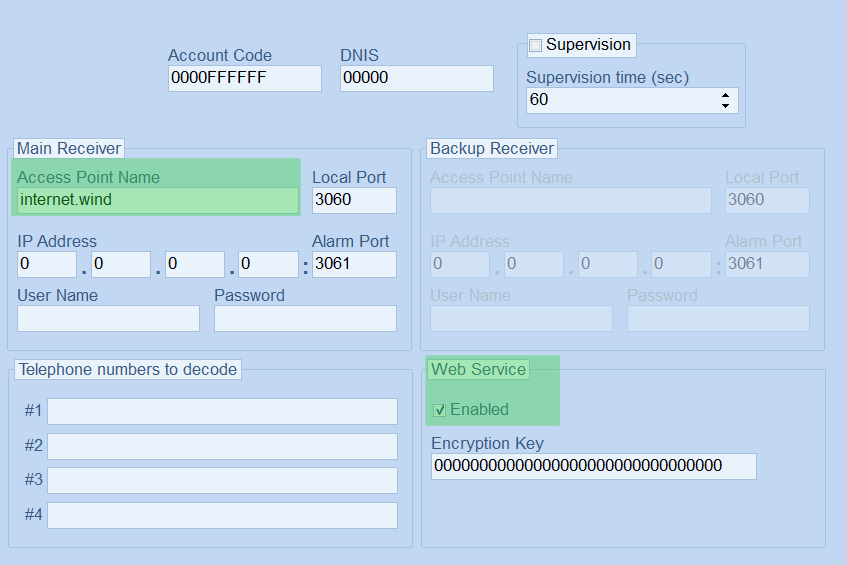 Supervision
Account Code DNIS
0000FFFFFF 00000
Supervision time (sec)
60
Main Receiver
Access Point Name Local Port
internet.wind 3060
IP Address Alarm Port
0 . 0 . 0 . 0 : 3061
User Name Password
Backup Receiver
Access Point Name Local Port
3060
IP Address Alarm Port
0 . 0 . 0 . 0 : 3061
User Name Password
Telephone numbers to decode
#1
#2
#3
#4
Web Service
Enabled
Encryption Key
00000000000000000000000000000000